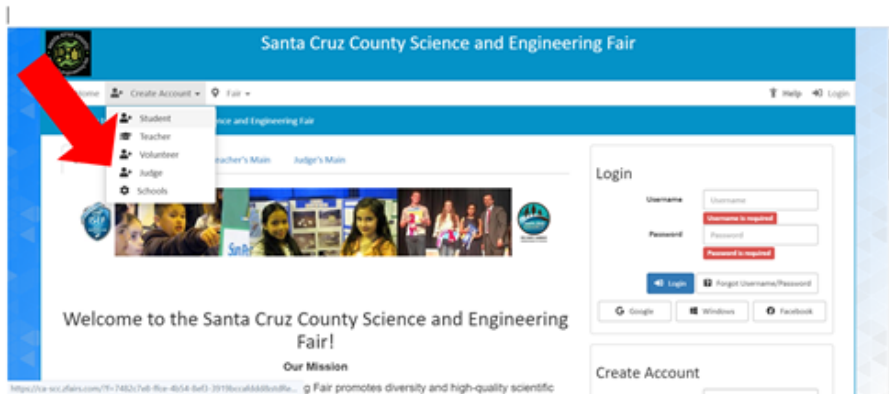 Santa Cruz County Science and Engineering Fair
ome Create Account Fair Help Login
Student
nce and Engineering Fair
Teacher
Volunteer
eacher's Main Judge's Main
Judge
Schools
Login
Username Username
Username is required
Password Password
Password is required
Login Forgot Username/Password
Google Windows Facebook
Welcome to the Santa Cruz County Science and Engineering
Fair!
Our Mission
g Fair promotes diversity and high-quality scientific
Create Account